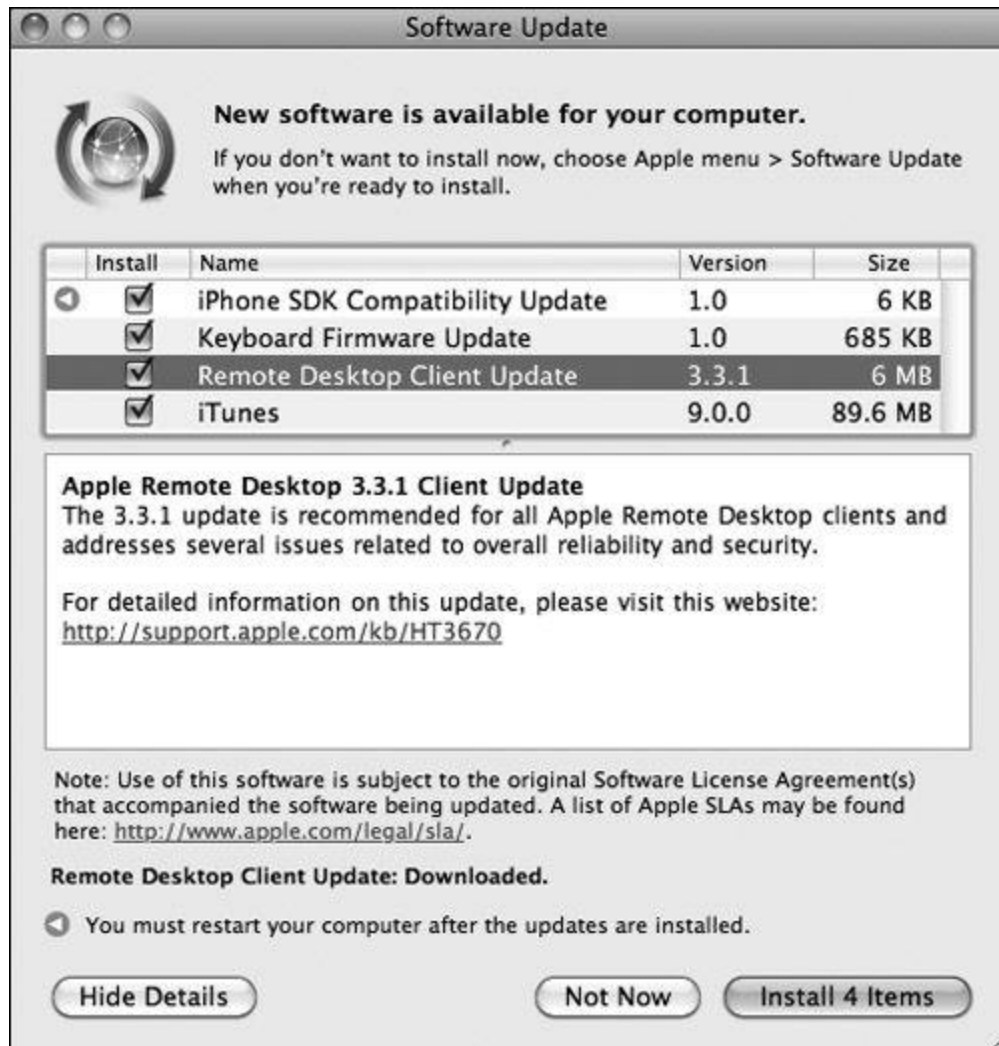 Software Update
New software is available for your computer.
If you don't want to install now, choose Apple menu > Software Update
when you're ready to install.
Install Name Version Size
iPhone SDK Compatibility Update 1.0 6 KB
Keyboard Firmware Update 1.0 685 KB
Remote Desktop Client Update 3.3.1 6 MB
iTunes 9.0.0 89.6 MB
Apple Remote Desktop 3.3.1 Client Update
The 3.3.1 update is recommended for all Apple Remote Desktop clients and
addresses several issues related to overall reliability and security.
For detailed information on this update, please visit this website:
http://support.apple.com/kb/HT3670
Note: Use of this software is subject to the original Software License Agreement(s)
that accompanied the software being updated. A list of Apple SLAs may be found
here: http://www.apple.com/legal/sla/.
Remote Desktop Client Update: Downloaded.
You must restart your computer after the updates are installed.
Hide Details Not Now Install 4 Items